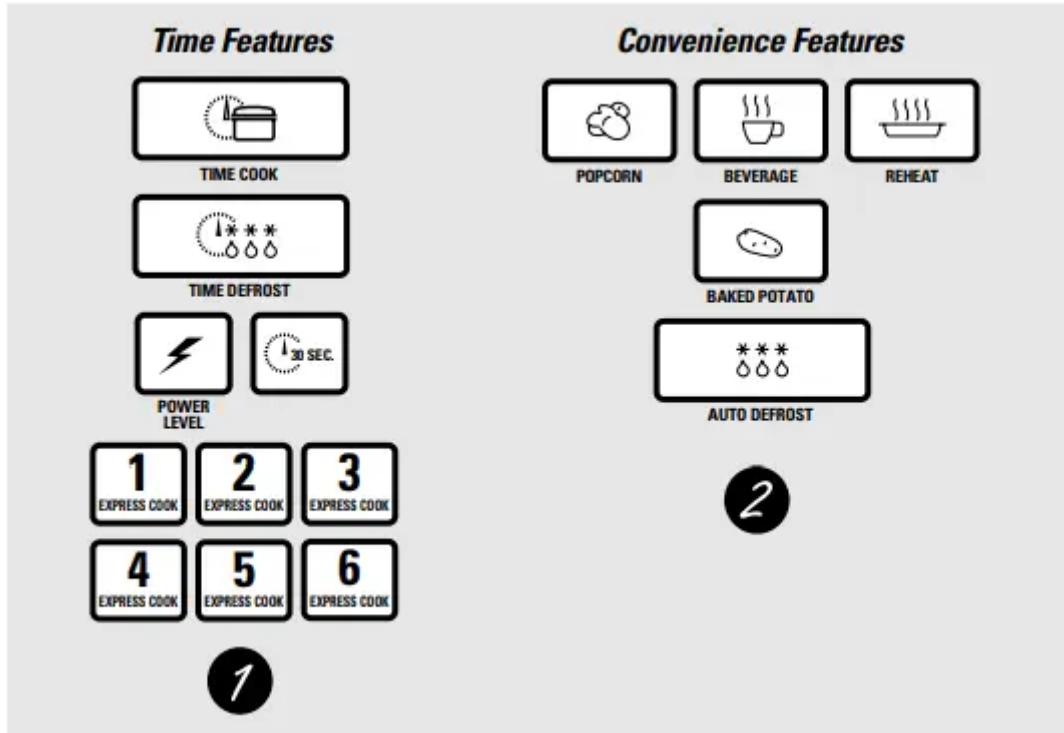 Time Features
TIME COOK
TIME DEFROST
30 SEC.
POWER
LEVEL
1
EXPRESS COOK
2
EXPRESS COOK
3
EXPRESS COOK
4
EXPRESS COOK
5
EXPRESS COOK
6
EXPRESS COOK
1
Convenience Features
POPCORN
BEVERAGE
REHEAT
BAKED POTATO
AUTO DEFROST
2